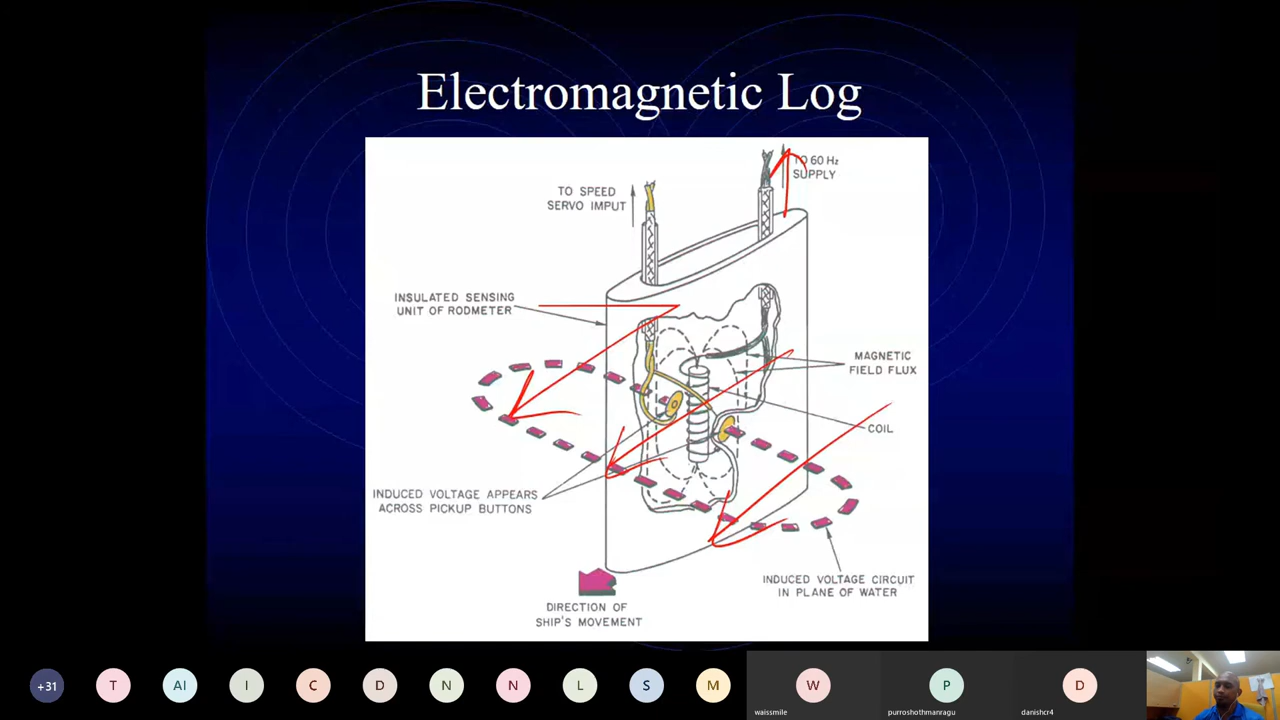 Electromagnetic Log
TO 60 Hz
SUPPLY
TO SPEED
SERVO IMPUT
INSULATED SENSING
UNIT OF RODMETER
MAGNETIC
FIELD FLUX
COIL
INDUCED VOLTAGE APPEARS
ACROSS PICKUP BUTTONS
INDUCED VOLTAGE CIRCUIT
IN PLANE OF WATER
DIRECTION OF
SHIP'S MOVEMENT
+31 T AI I C D N N L S M W P D
waissmile purroshothmanragu danishcr4